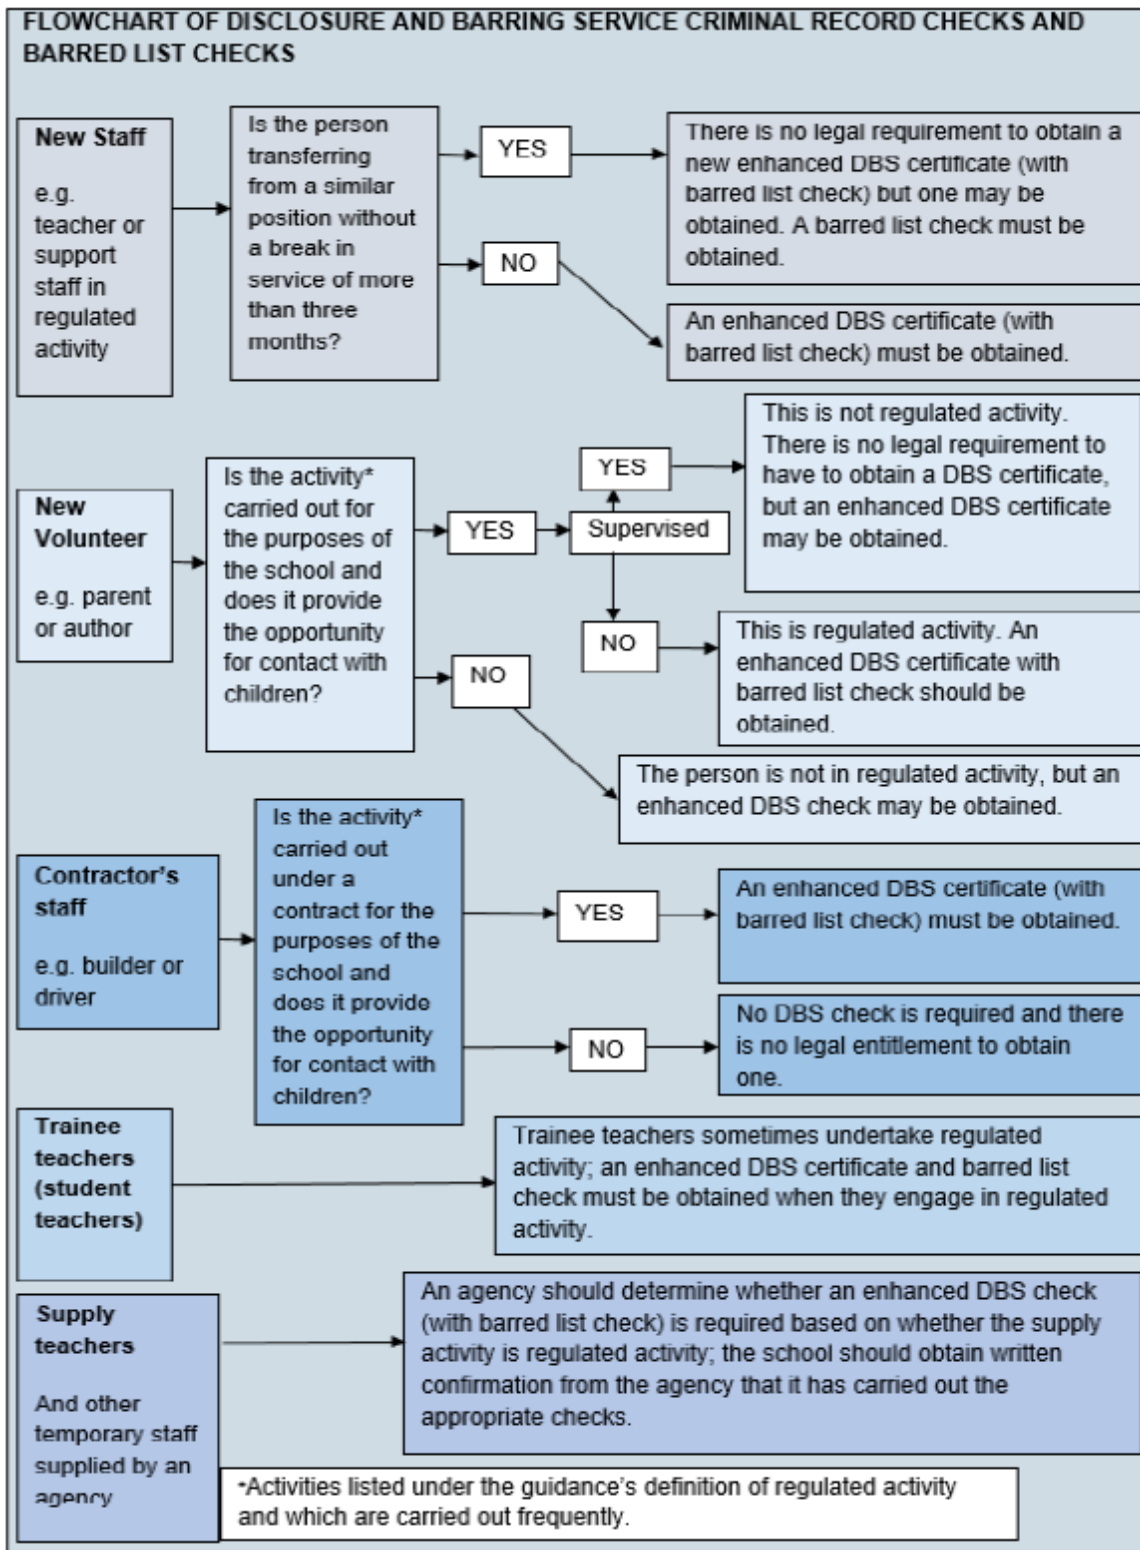 FLOWCHART OF DISCLOSURE AND BARRING SERVICE CRIMINAL RECORD CHECKS AND
BARRED LIST CHECKS
New Staff
e.g.
teacher or
support
staff in
regulated
activity
Is the person
transferring
from a similar
position without
a break in
service of more
than three
months?
YES
There is no legal requirement to obtain a
new enhanced DBS certificate (with
barred list check) but one may be
obtained. A barred list check must be
obtained.
NO
An enhanced DBS certificate (with
barred list check) must be obtained.
New
Volunteer
e.g. parent
or author
Is the activity*
carried out for
the purposes of
the school and
does it provide
the opportunity
for contact with
children?
YES
Supervised
YES
This is not regulated activity.
There is no legal requirement to
have to obtain a DBS certificate,
but an enhanced DBS certificate
may be obtained.
NO
This is regulated activity. An
enhanced DBS certificate with
barred list check should be
obtained.
NO
The person is not in regulated activity, but an
enhanced DBS check may be obtained.
Contractor's
staff
e.g. builder or
driver
Is the activity*
carried out
under a
contract for the
purposes of the
school and
does it provide
the opportunity
for contact with
children?
YES
An enhanced DBS certificate (with
barred list check) must be obtained.
NO
No DBS check is required and there
is no legal entitlement to obtain
one.
Trainee
teachers
(student
teachers)
Trainee teachers sometimes undertake regulated
activity; an enhanced DBS certificate and barred list
check must be obtained when they engage in regulated
activity.
Supply
teachers
And other
temporary staff
supplied by an
agency
An agency should determine whether an enhanced DBS check
(with barred list check) is required based on whether the supply
activity is regulated activity; the school should obtain written
confirmation from the agency that it has carried out the
appropriate checks.
*Activities listed under the guidance's definition of regulated activity
and which are carried out frequently.